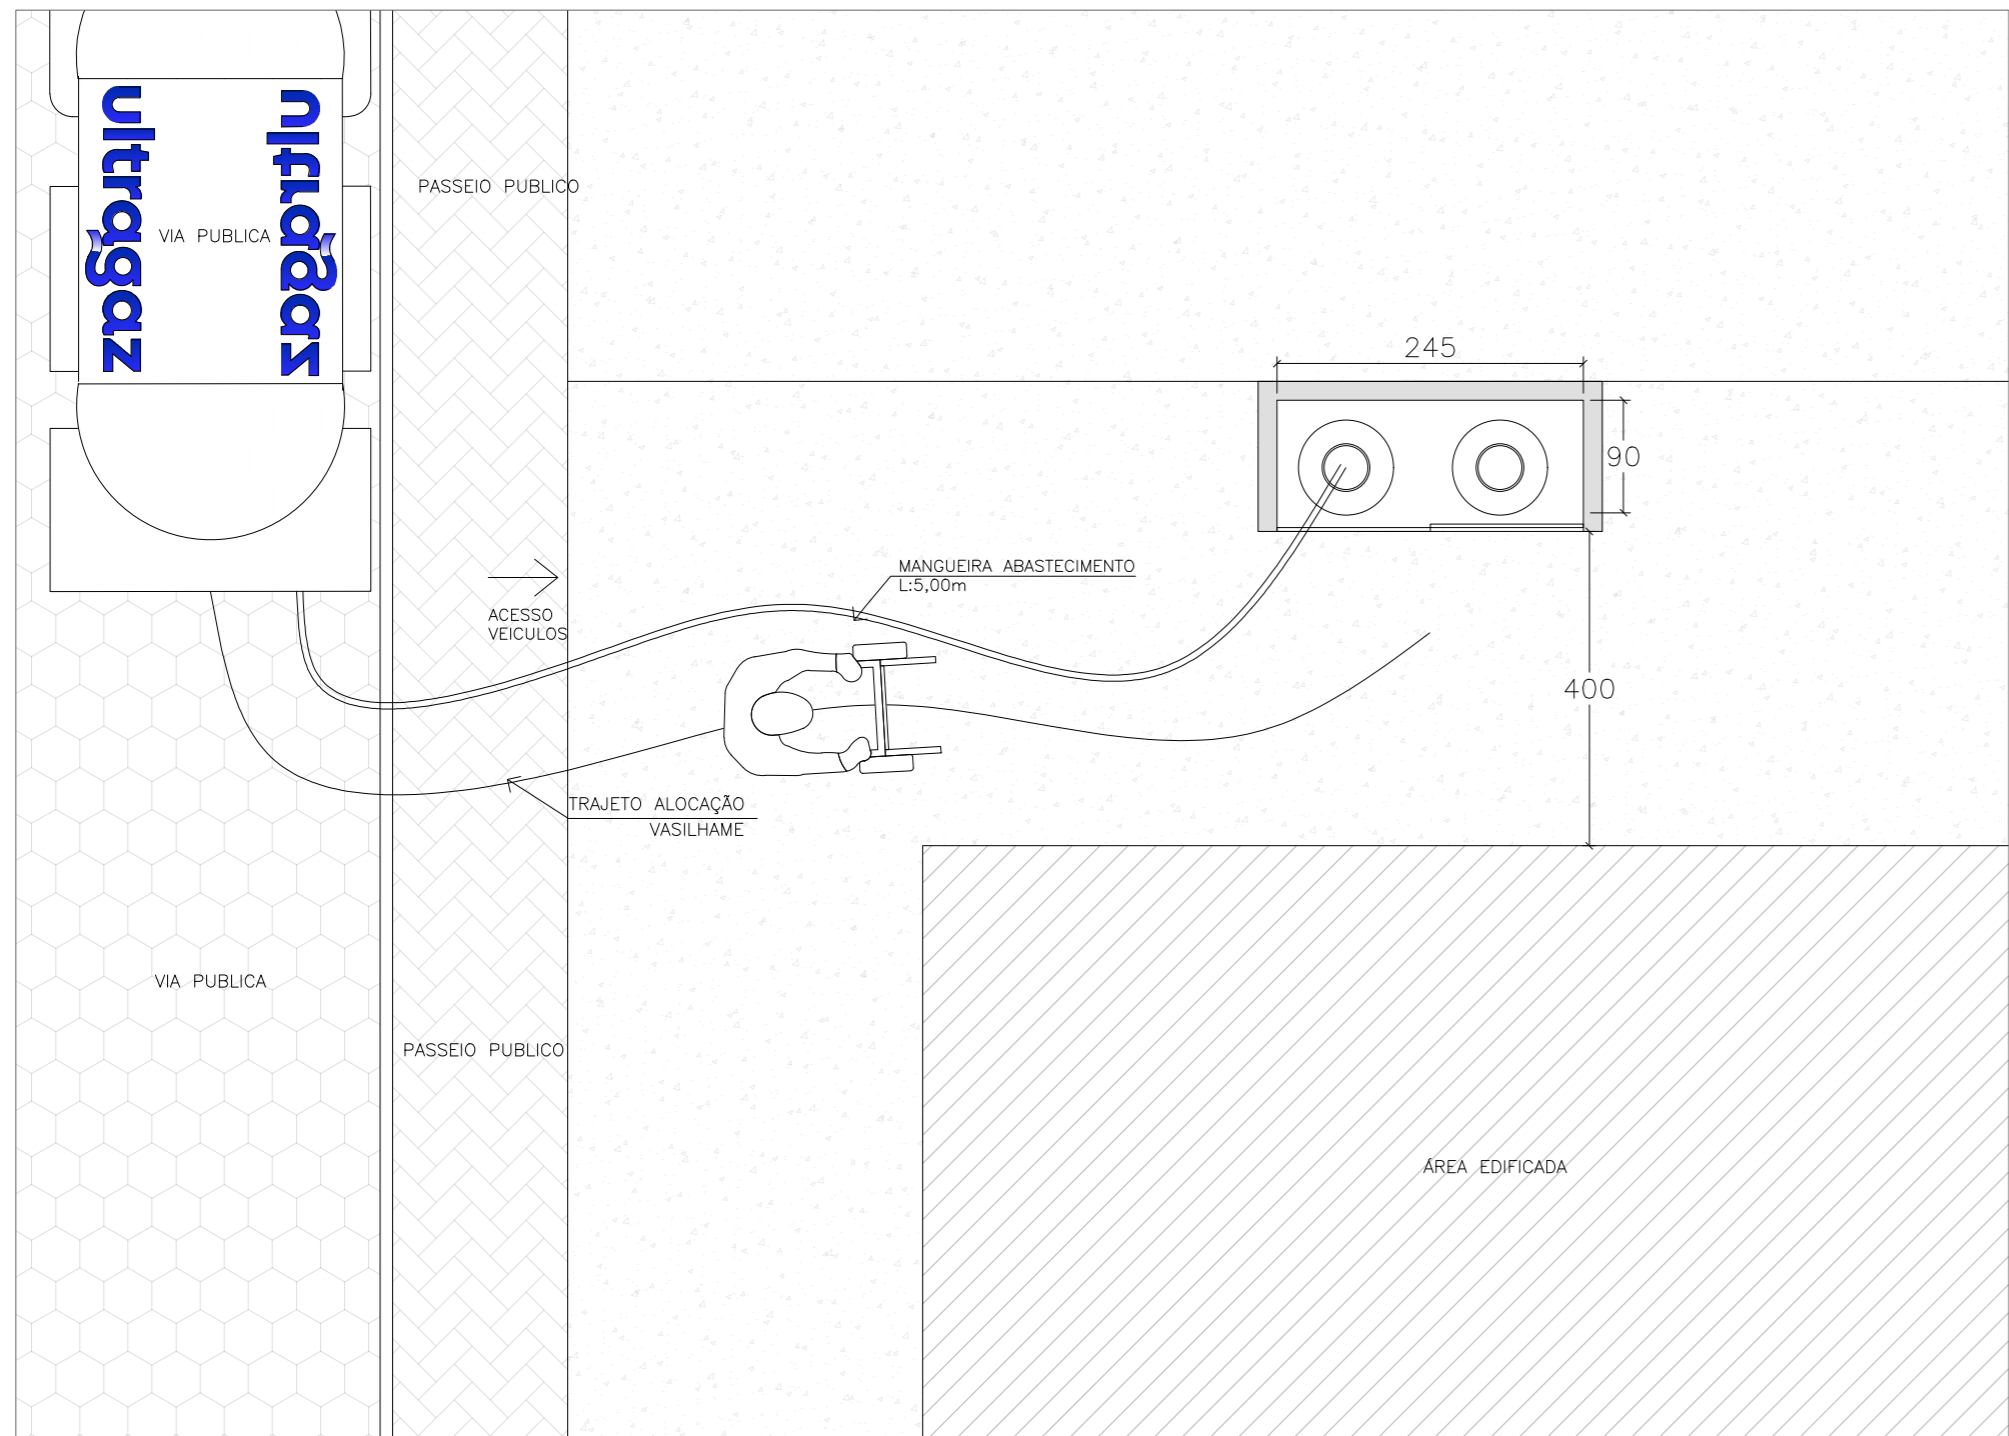 ultragaz
ultragaz
VIA PUBLICA
PASSEIO PUBLICO
245
90
MANGUEIRA ABASTECIMENTO
L:5,00m
ACESSO
VEICULOS
400
TRAJETO ALOCAÇÃO
VASILHAME
VIA PUBLICA
PASSEIO PUBLICO
ÁREA EDIFICADA